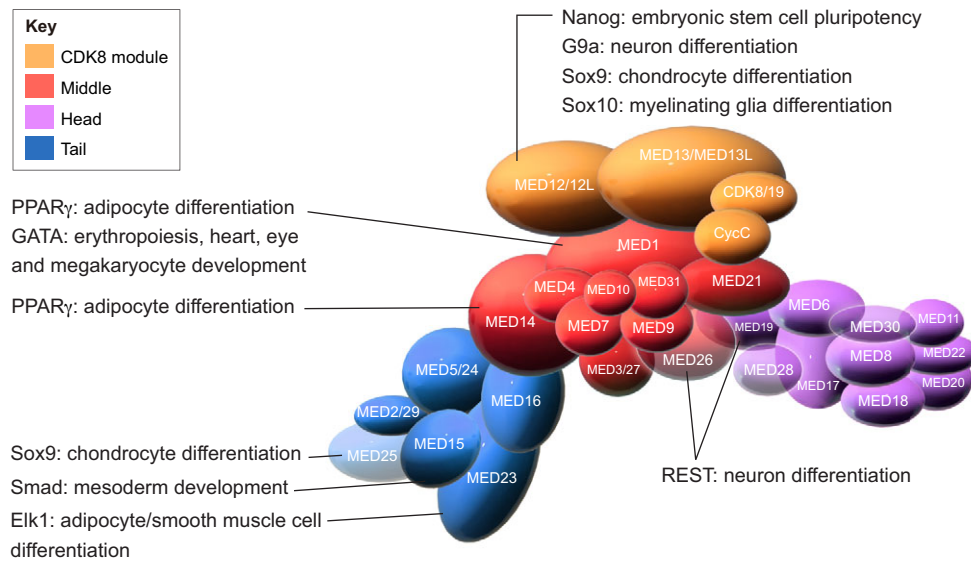 Key
CDK8 module
Middle
Head
Tail
Nanog: embryonic stem cell pluripotency
G9a: neuron differentiation
Sox9: chondrocyte differentiation
Sox10: myelinating glia differentiation
PPARγ: adipocyte differentiation
GATA: erythropoiesis, heart, eye
and megakaryocyte development
PPARγ: adipocyte differentiation
MED12/12L
MED13/MED13L
CDK8/19
CycC
MED1
MED4
MED10
MED31
MED21
MED14
MED7
MED9
MED3/27
MED26
MED19
MED6
MED30
MED11
MED28
MED17
MED8
MED22
MED18
MED20
MED5/24
MED16
MED2/29
MED25
MED15
MED23
Sox9: chondrocyte differentiation
Smad: mesoderm development
Elk1: adipocyte/smooth muscle cell
differentiation
REST: neuron differentiation